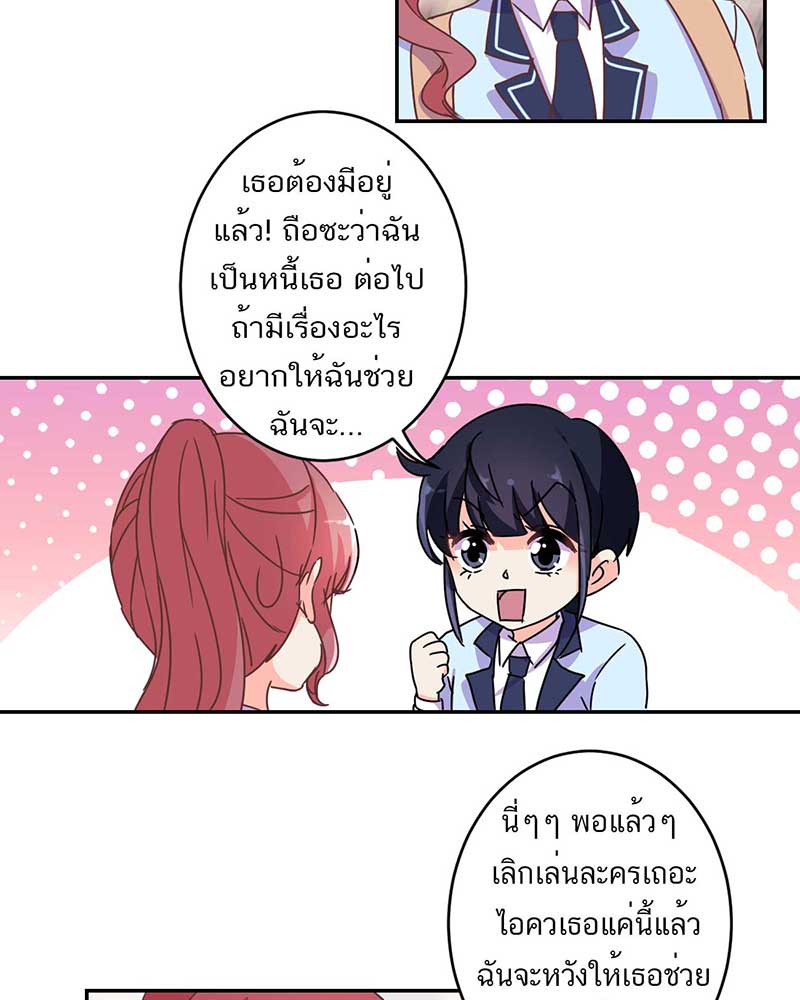 เธอต้องมีอยู่
แล้ว! ถือซะว่าฉัน
เป็นหนี้เธอ ต่อไป
ถ้ามีเรื่องอะไร
อยากให้ฉันช่วย
ฉันจะ...
นี่ๆๆ พอแล้วๆ
เลิกเล่นละครเถอะ
ไอคิวเธอแค่นี้แล้ว
ฉันจะหวังให้เธอช่วย